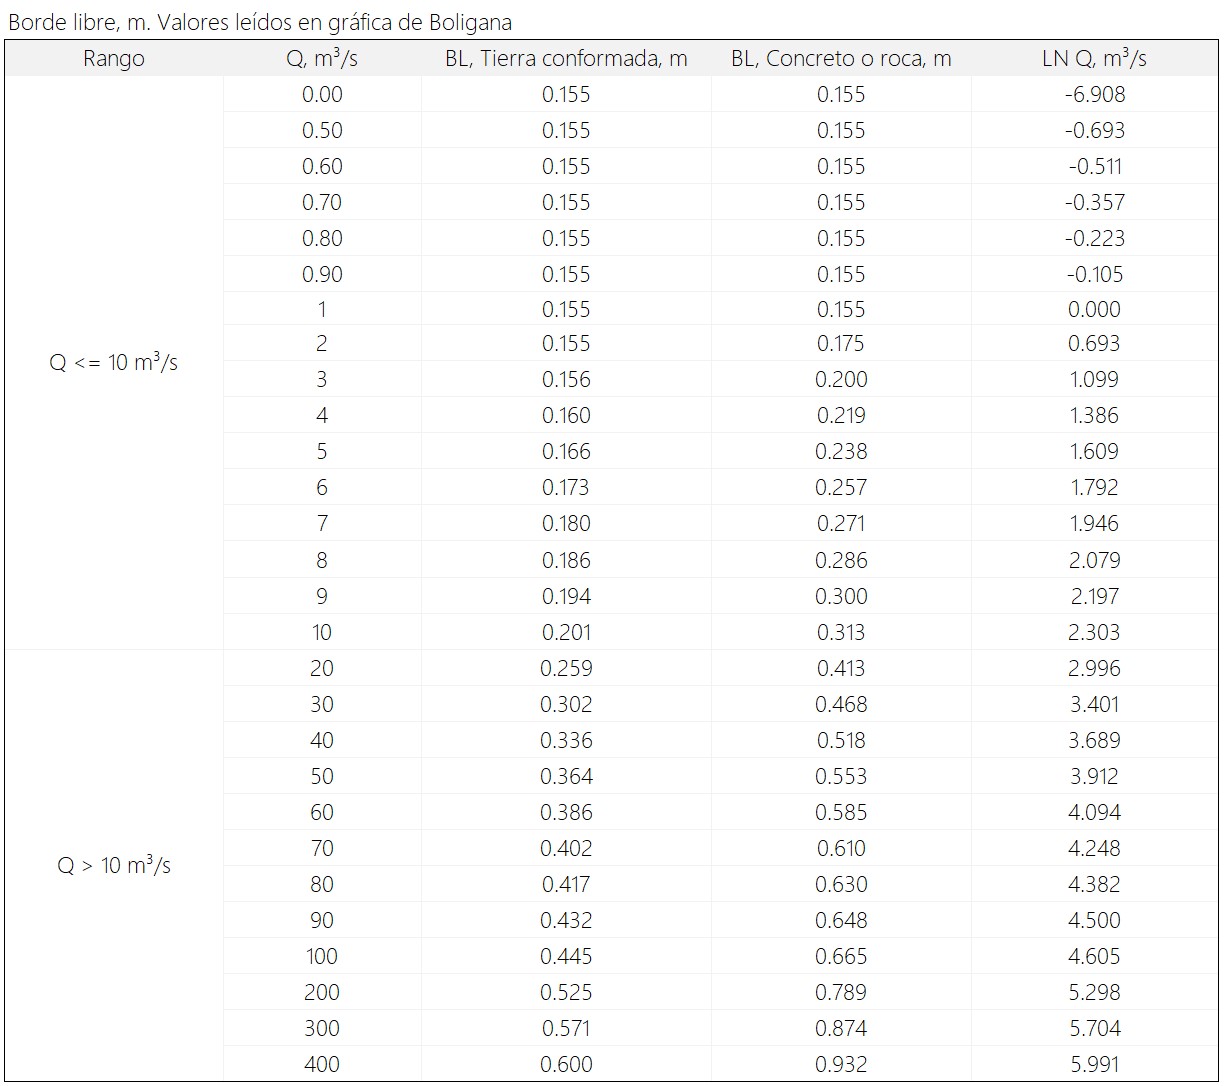 Borde libre, m. Valores leídos en gráfica de Boligana
Rango Q, m³/s BL, Tierra conformada, m BL, Concreto o roca, m LN Q, m³/s
0.00 0.155 0.155 -6.908
0.50 0.155 0.155 -0.693
0.60 0.155 0.155 -0.511
0.70 0.155 0.155 -0.357
0.80 0.155 0.155 -0.223
0.90 0.155 0.155 -0.105
1 0.155 0.155 0.000
2 0.155 0.175 0.693
Q <= 10 m³/s
3 0.156 0.200 1.099
4 0.160 0.219 1.386
5 0.166 0.238 1.609
6 0.173 0.257 1.792
7 0.180 0.271 1.946
8 0.186 0.286 2.079
9 0.194 0.300 2.197
10 0.201 0.313 2.303
20 0.259 0.413 2.996
30 0.302 0.468 3.401
40 0.336 0.518 3.689
50 0.364 0.553 3.912
60 0.386 0.585 4.094
70 0.402 0.610 4.248
Q > 10 m³/s
80 0.417 0.630 4.382
90 0.432 0.648 4.500
100 0.445 0.665 4.605
200 0.525 0.789 5.298
300 0.571 0.874 5.704
400 0.600 0.932 5.991